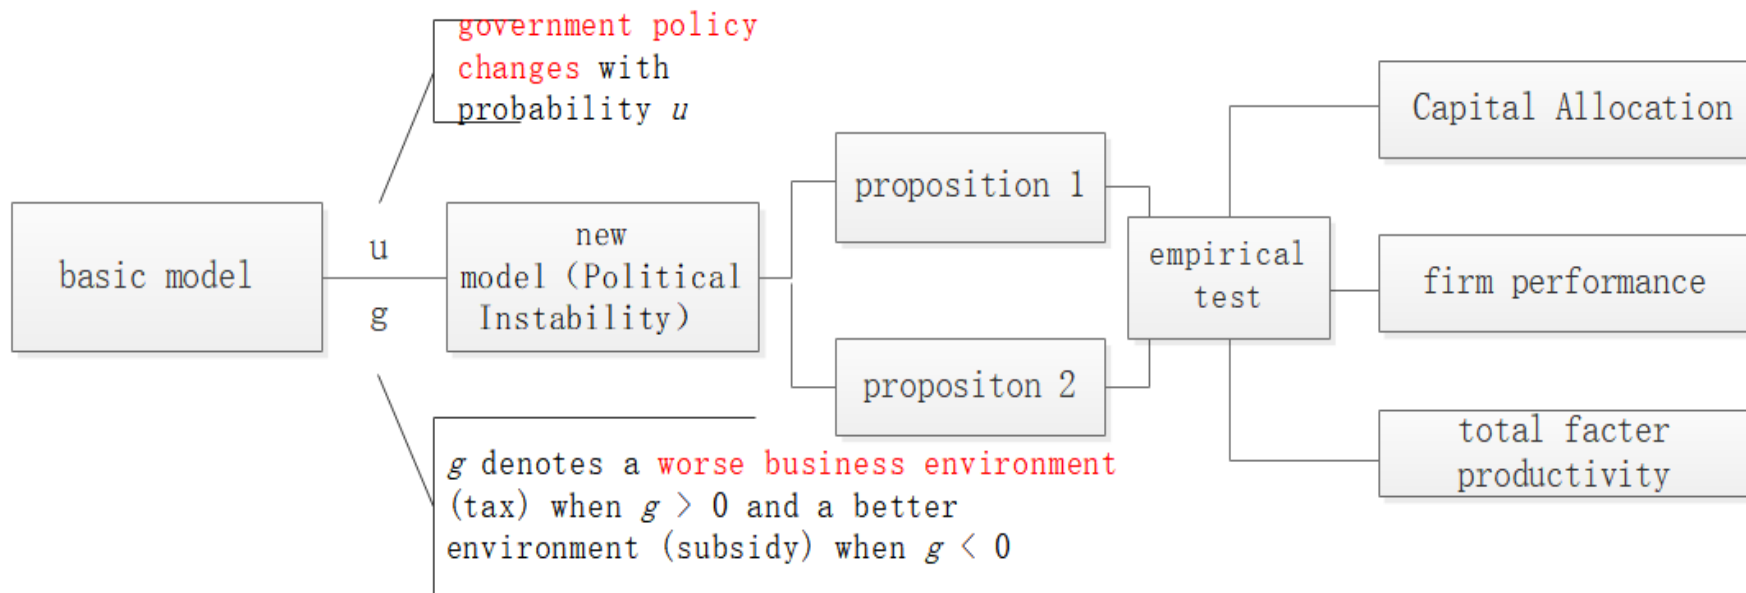 government policy
changes with
probability u
basic model
u
g
new
model (Political
Instability)
proposition 1
propositon 2
empirical
test
Capital Allocation
firm performance
total facter
productivity
g denotes a worse business environment
(tax) when g > 0 and a better
environment (subsidy) when g < 0